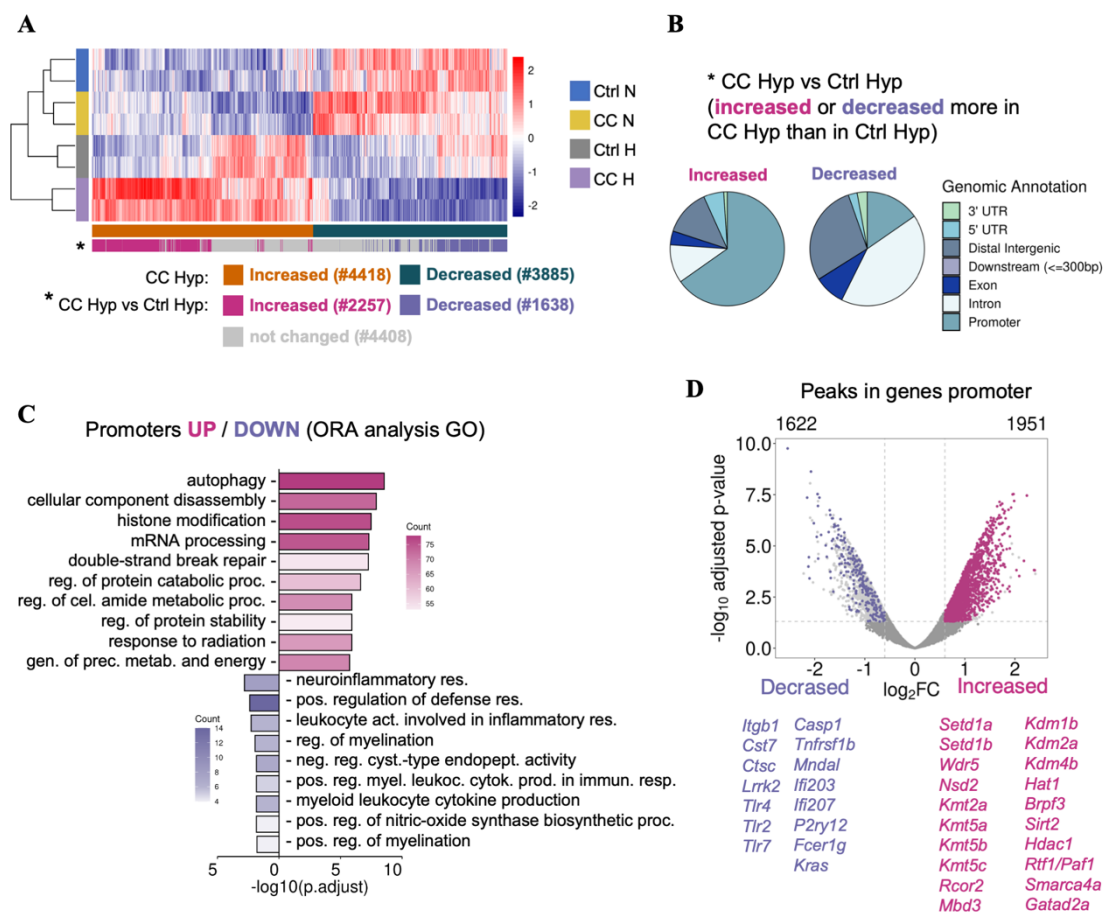 A
2
1
0
-1
-2
Ctrl N
CC N
Ctrl H
CC H
*
CC Hyp: Increased (#4418) Decreased (#3885)
* CC Hyp vs Ctrl Hyp: Increased (#2257) Decreased (#1638)
not changed (#4408)
B
* CC Hyp vs Ctrl Hyp
(increased or decreased more in
CC Hyp than in Ctrl Hyp)
Increased Decreased
Genomic Annotation
3' UTR
5' UTR
Distal Intergenic
Downstream (<=300bp)
Exon
Intron
Promoter
C
Promoters UP / DOWN (ORA analysis GO)
autophagy -
cellular component disassembly -
histone modification -
mRNA processing -
double-strand break repair -
reg. of protein catabolic proc. -
reg. of cel. amide metabolic proc. -
reg. of protein stability -
response to radiation -
gen. of prec. metab. and energy -
Count
75
70
65
60
55
- neuroinflammatory res.
- pos. regulation of defense res.
- leukocyte act. involved in inflammatory res.
- reg. of myelination
- neg. reg. cyst.-type endopept. activity
- pos. reg. myel. leukoc. cytok. prod. in immun. resp.
- myeloid leukocyte cytokine production
- pos. reg. of nitric-oxide synthase biosynthetic proc.
- pos. reg. of myelination
Count
14
12
10
8
6
4
5 0 5 10
-log10(p.adjust)
D
Peaks in genes promoter
1622 1951
10.0
7.5
5.0
2.5
0.0
-log10 adjusted p-value
-2 -1 0 1 2
Decrased log2FC Increased
Itgb1 Casp1
Cst7 Tnfrsf1b
Ctsc Mndal
Lrrk2 Ifi203
Tlr4 Ifi207
Tlr2 P2ry12
Tlr7 Fcer1g
Kras
Setd1a Kdm1b
Setd1b Kdm2a
Wdr5 Kdm4b
Nsd2 Hat1
Kmt2a Brpf3
Kmt5a Sirt2
Kmt5b Hdac1
Kmt5c Rtf1/Paf1
Rcor2 Smarca4a
Mbd3 Gatad2a